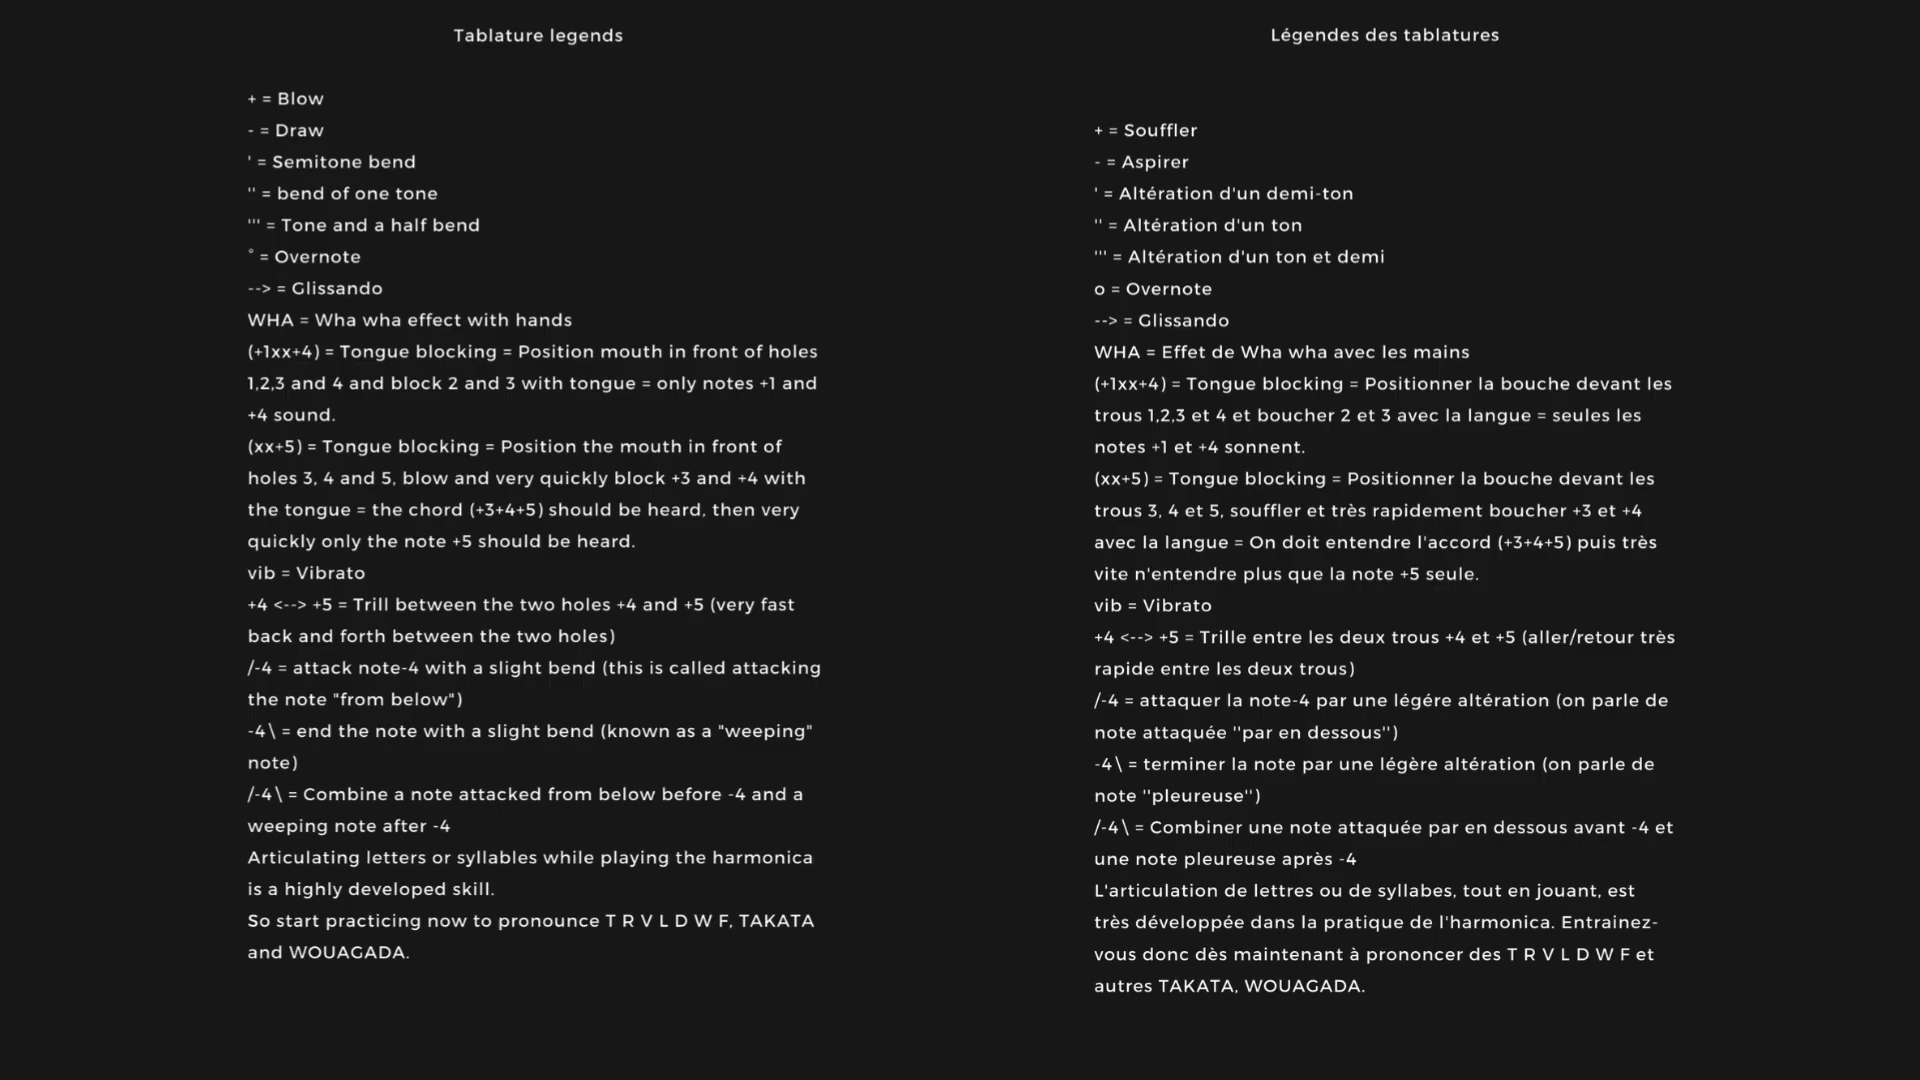 Tablature legends
+ = Blow
- = Draw
' = Semitone bend
'' = bend of one tone
''' = Tone and a half bend
° = Overnote
--> = Glissando
WHA = Wha wha effect with hands
(+1xx+4) = Tongue blocking = Position mouth in front of holes
1,2,3 and 4 and block 2 and 3 with tongue = only notes +1 and
+4 sound.
(xx+5) = Tongue blocking = Position the mouth in front of
holes 3, 4 and 5, blow and very quickly block +3 and +4 with
the tongue = the chord (+3+4+5) should be heard, then very
quickly only the note +5 should be heard.
vib = Vibrato
+4 <--> +5 = Trill between the two holes +4 and +5 (very fast
back and forth between the two holes)
/-4 = attack note-4 with a slight bend (this is called attacking
the note "from below")
-4\ = end the note with a slight bend (known as a "weeping"
note)
/-4\ = Combine a note attacked from below before -4 and a
weeping note after -4
Articulating letters or syllables while playing the harmonica
is a highly developed skill.
So start practicing now to pronounce T R V L D W F, TAKATA
and WOUAGADA.
Légendes des tablatures
+ = Souffler
- = Aspirer
' = Altération d'un demi-ton
'' = Altération d'un ton
''' = Altération d'un ton et demi
o = Overnote
--> = Glissando
WHA = Effet de Wha wha avec les mains
(+1xx+4) = Tongue blocking = Positionner la bouche devant les
trous 1,2,3 et 4 et boucher 2 et 3 avec la langue = seules les
notes +1 et +4 sonnent.
(xx+5) = Tongue blocking = Positionner la bouche devant les
trous 3, 4 et 5, souffler et très rapidement boucher +3 et +4
avec la langue = On doit entendre l'accord (+3+4+5) puis très
vite n'entendre plus que la note +5 seule.
vib = Vibrato
+4 <--> +5 = Trille entre les deux trous +4 et +5 (aller/retour très
rapide entre les deux trous)
/-4 = attaquer la note-4 par une légére altération (on parle de
note attaquée ''par en dessous'')
-4\ = terminer la note par une légère altération (on parle de
note ''pleureuse'')
/-4\ = Combiner une note attaquée par en dessous avant -4 et
une note pleureuse après -4
L'articulation de lettres ou de syllabes, tout en jouant, est
très développée dans la pratique de l'harmonica. Entrainez-
vous donc dès maintenant à prononcer des T R V L D W F et
autres TAKATA, WOUAGADA.